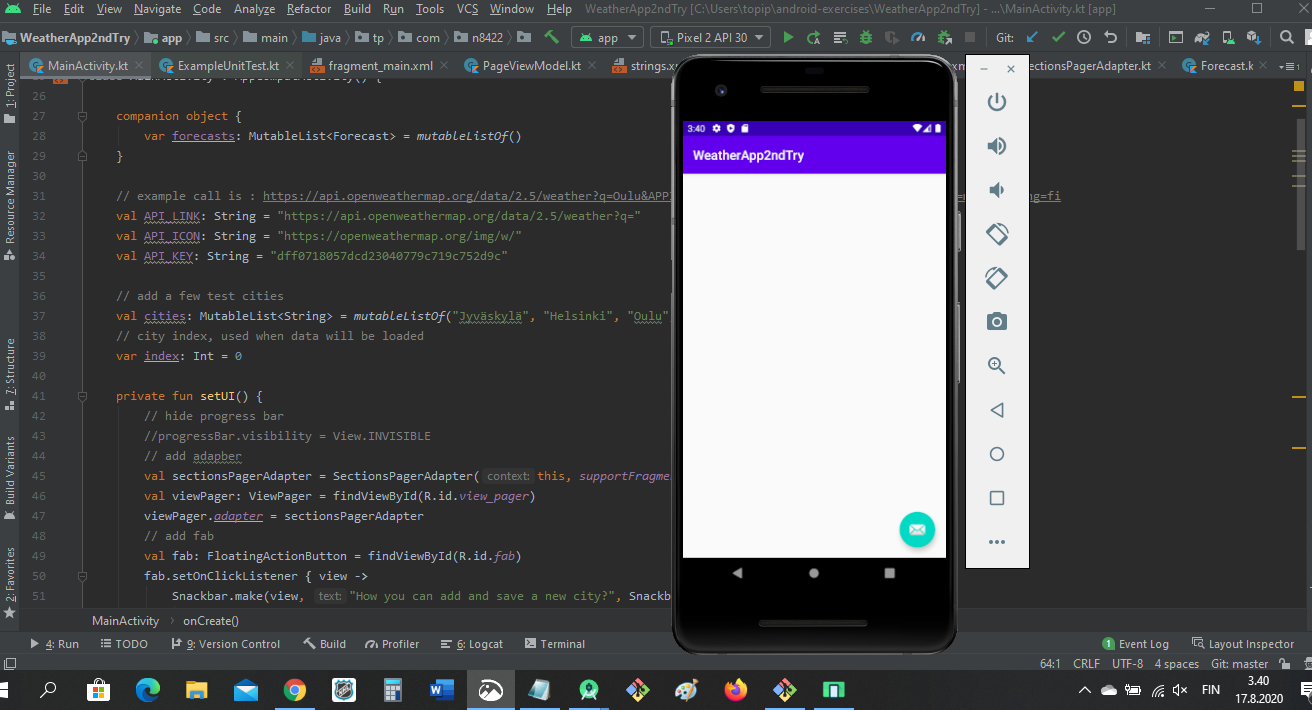 File Edit View Navigate Code Analyze Refactor Build Run Tools VCS Window Help WeatherApp2ndTry [C:\Users\topip\android-exercises\WeatherApp2ndTry] - ...\MainActivity.kt [app]
WeatherApp2ndTry app src main java tp com n8422 app Pixel 2 API 30 Git:
MainActivity.kt ExampleUnitTest.kt fragment_main.xml PageViewModel.kt strings.xm ectionsPagerAdapter.kt Forecast.k
1: Project
Resource Manager
7: Structure
Build Variants
2: Favorites
26
27 companion object {
28 var forecasts: MutableList<Forecast> = mutableListOf()
29 }
30
31 // example call is : https://api.openweathermap.org/data/2.5/weather?q=Oulu&APP ng=fi
32 val API_LINK: String = "https://api.openweathermap.org/data/2.5/weather?q="
33 val API_ICON: String = "https://openweathermap.org/img/w/"
34 val API_KEY: String = "dff0718057dcd23040779c719c752d9c"
35
36 // add a few test cities
37 val cities: MutableList<String> = mutableListOf("Jyväskylä", "Helsinki", "Oulu"
38 // city index, used when data will be loaded
39 var index: Int = 0
40
41 private fun setUI() {
42 // hide progress bar
43 //progressBar.visibility = View.INVISIBLE
44 // add adapber
45 val sectionsPagerAdapter = SectionsPagerAdapter( context: this, supportFragme
46 val viewPager: ViewPager = findViewById(R.id.view_pager)
47 viewPager.adapter = sectionsPagerAdapter
48 // add fab
49 val fab: FloatingActionButton = findViewById(R.id.fab)
50 fab.setOnClickListener { view ->
51 Snackbar.make(view, text: "How you can add and save a new city?", Snackb
3:40
WeatherApp2ndTry
MainActivity onCreate()
4: Run TODO 9: Version Control Build Profiler 6: Logcat Terminal 1 Event Log Layout Inspector
64:1 CRLF UTF-8 4 spaces Git: master
FIN 3.40
17.8.2020